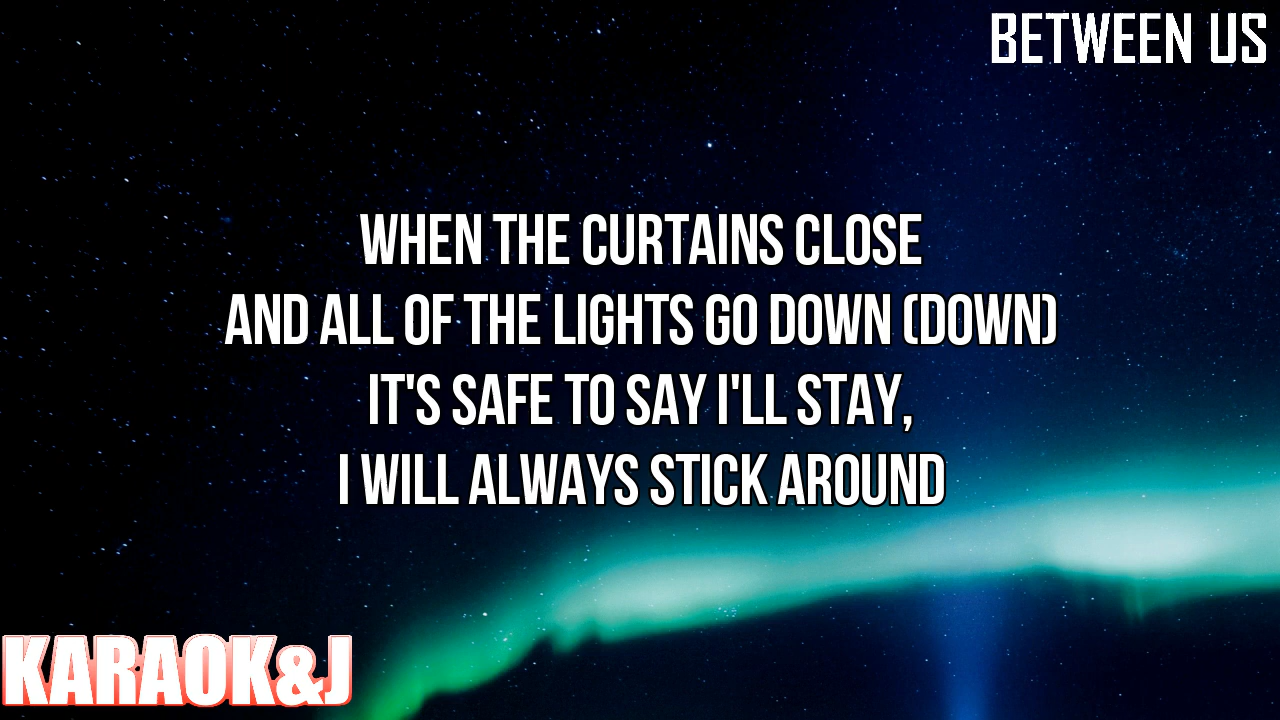 BETWEEN US
WHEN THE CURTAINS CLOSE
AND ALL OF THE LIGHTS GO DOWN (DOWN)
IT'S SAFE TO SAY I'LL STAY,
I WILL ALWAYS STICK AROUND
KARAOK&J